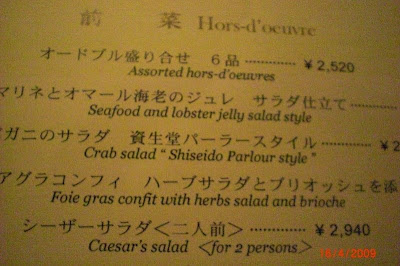 前 菜 Hors-d'oeuvre
オードブル盛り合せ 6品 ············ ¥2,520
Assorted hors-d'oeuvres
マリネとオマール海老のジュレ サラダ仕立て ············
Seafood and lobster jelly salad style
ガニのサラダ 資生堂パーラースタイル ············ ¥2
Crab salad “ Shiseido Parlour style ”
アグラコンフィ ハーブサラダとブリオッシュを添
Foie gras confit with herbs salad and brioche
シーザーサラダ<二人前> ············ ¥2,940
Caesar's salad <for 2 persons>
16/4/2009